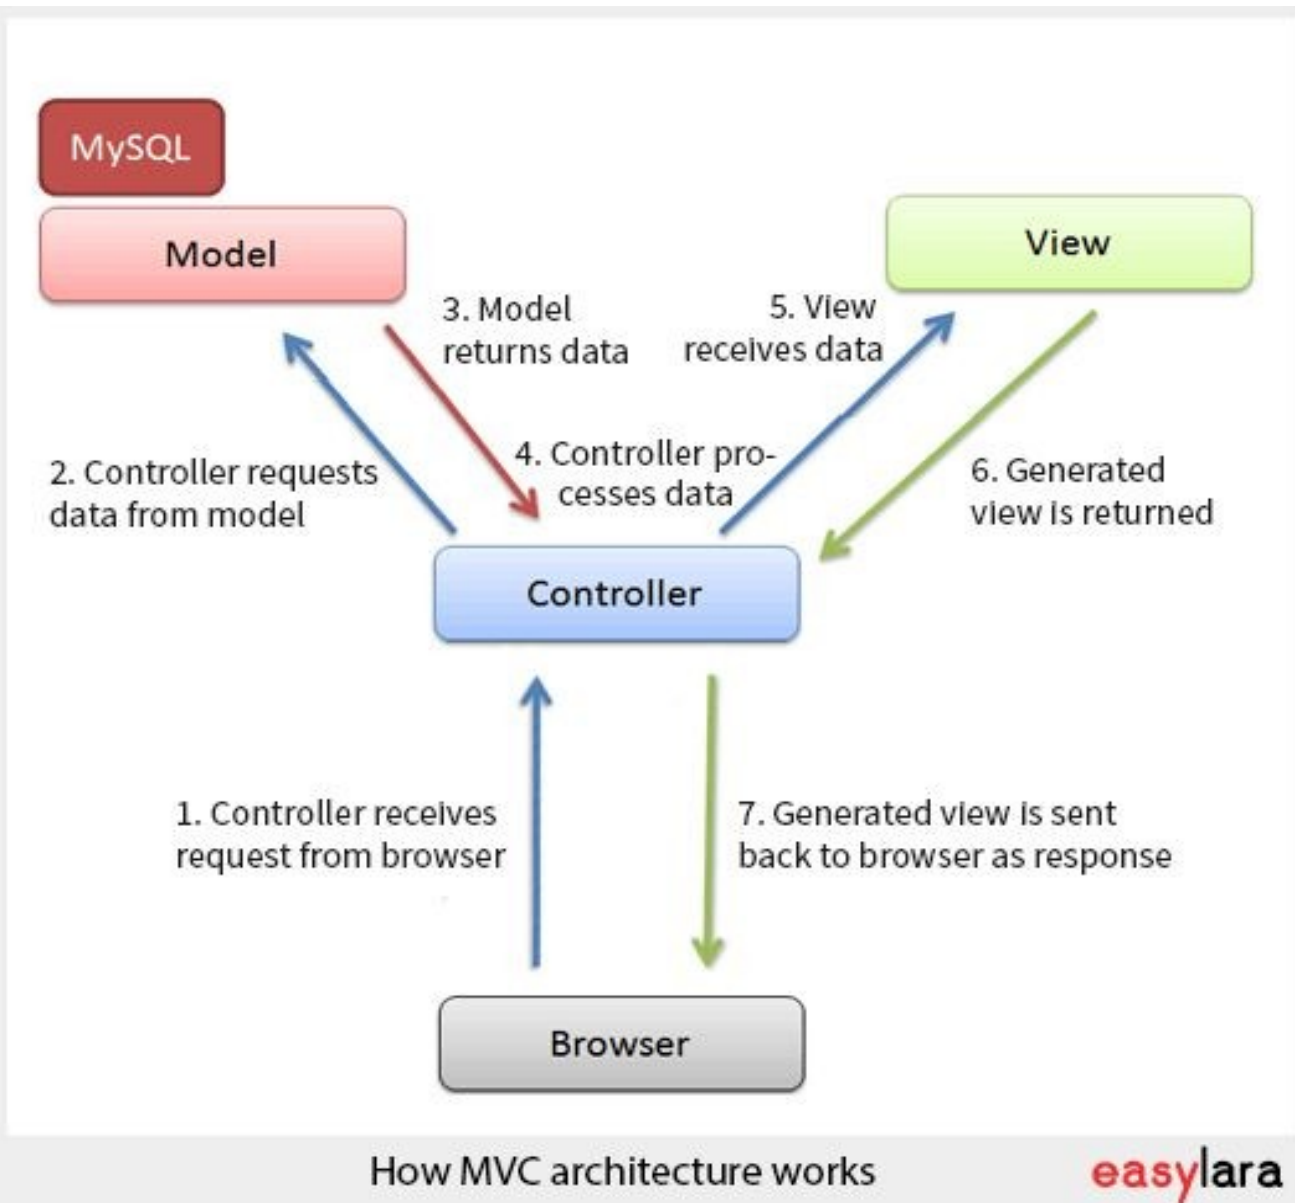 MySQL
Model
View
3. Model
returns data
5. View
receives data
4. Controller pro-
cesses data
2. Controller requests
data from model
6. Generated
view is returned
Controller
1. Controller receives
request from browser
7. Generated view is sent
back to browser as response
Browser
How MVC architecture works
easylara